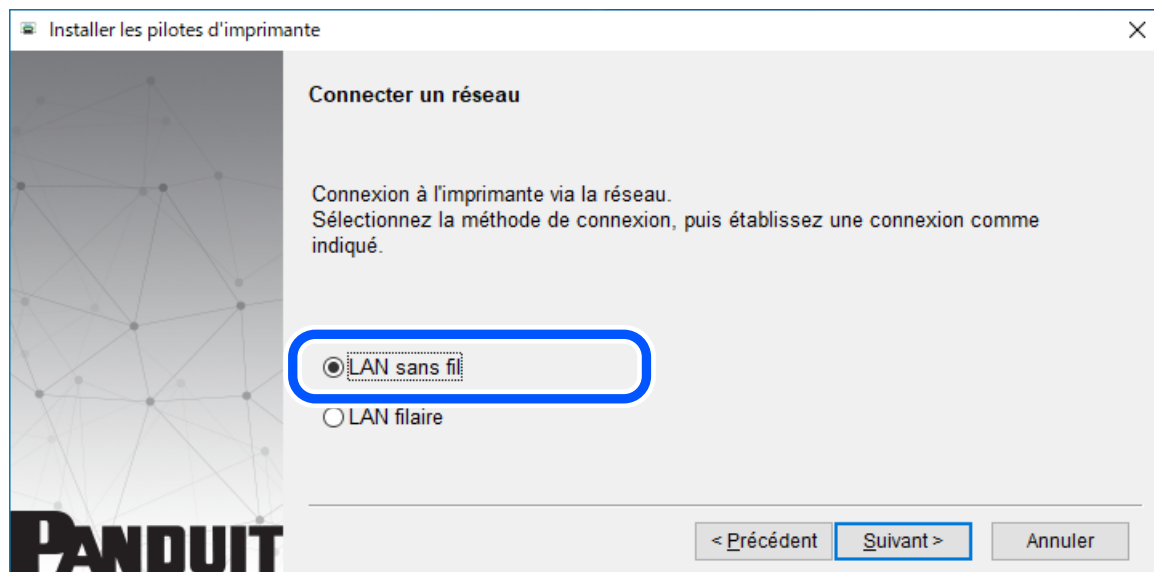 Installer les pilotes d'imprimante
Connecter un réseau
Connexion à l'imprimante via la réseau.
Sélectionnez la méthode de connexion, puis établissez une connexion comme
indiqué.
LAN sans fil
LAN filaire
PANDUIT
< Précédent
Suivant >
Annuler